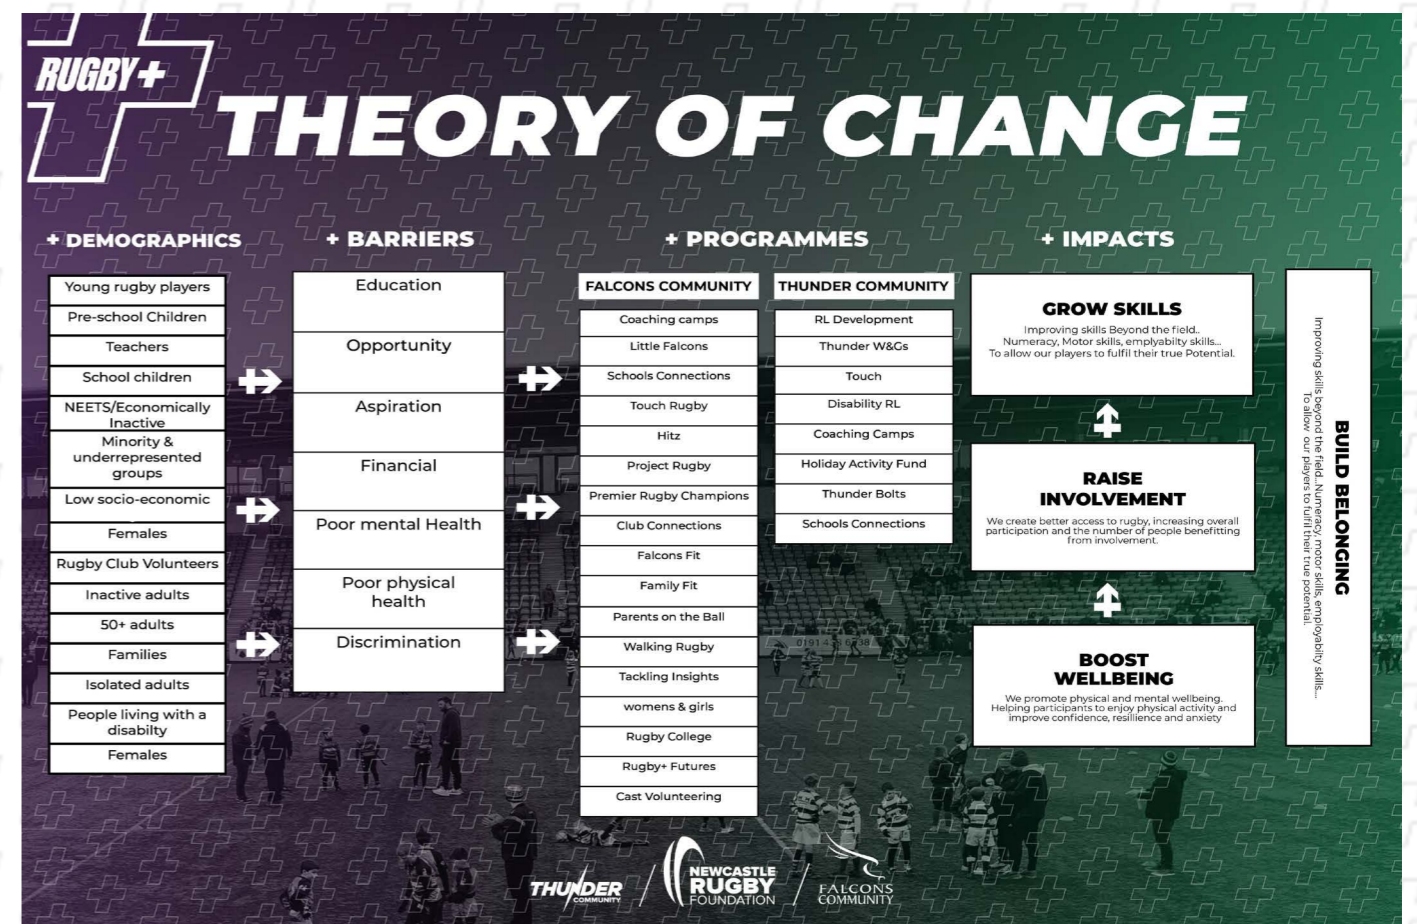 RUGBY+
THEORY OF CHANGE
+ DEMOGRAPHICS
Young rugby players
Pre-school Children
Teachers
School children
NEETS/Economically
Inactive
Minority &
underrepresented
groups
Low socio-economic
Females
Rugby Club Volunteers
Inactive adults
50+ adults
Families
Isolated adults
People living with a
disabilty
Females
+ BARRIERS
Education
Opportunity
Aspiration
Financial
Poor mental Health
Poor physical
health
Discrimination
+ PROGRAMMES
FALCONS COMMUNITY
Coaching camps
Little Falcons
Schools Connections
Touch Rugby
Hitz
Project Rugby
Premier Rugby Champions
Club Connections
Falcons Fit
Family Fit
Parents on the Ball
Walking Rugby
Tackling Insights
womens & girls
Rugby College
Rugby+ Futures
Cast Volunteering
THUNDER COMMUNITY
RL Development
Thunder W&Gs
Touch
Disability RL
Coaching Camps
Holiday Activity Fund
Thunder Bolts
Schools Connections
+ IMPACTS
GROW SKILLS
Improving skills Beyond the field..
Numeracy, Motor skills, emplyabilty skills...
To allow our players to fulfil their true Potential.
RAISE
INVOLVEMENT
We create better access to rugby, increasing overall
participation and the number of people benefitting
from involvement.
BOOST
WELLBEING
We promote physical and mental wellbeing.
Helping participants to enjoy physical activity and
improve confidence, resillience and anxiety
BUILD BELONGING
Improving skills beyond the field...Numeracy, motor skills, employabilty skills....
To allow our players to fulfil their true potential.
THUNDER
COMMUNITY
NEWCASTLE
RUGBY
FOUNDATION
FALCONS
COMMUNITY